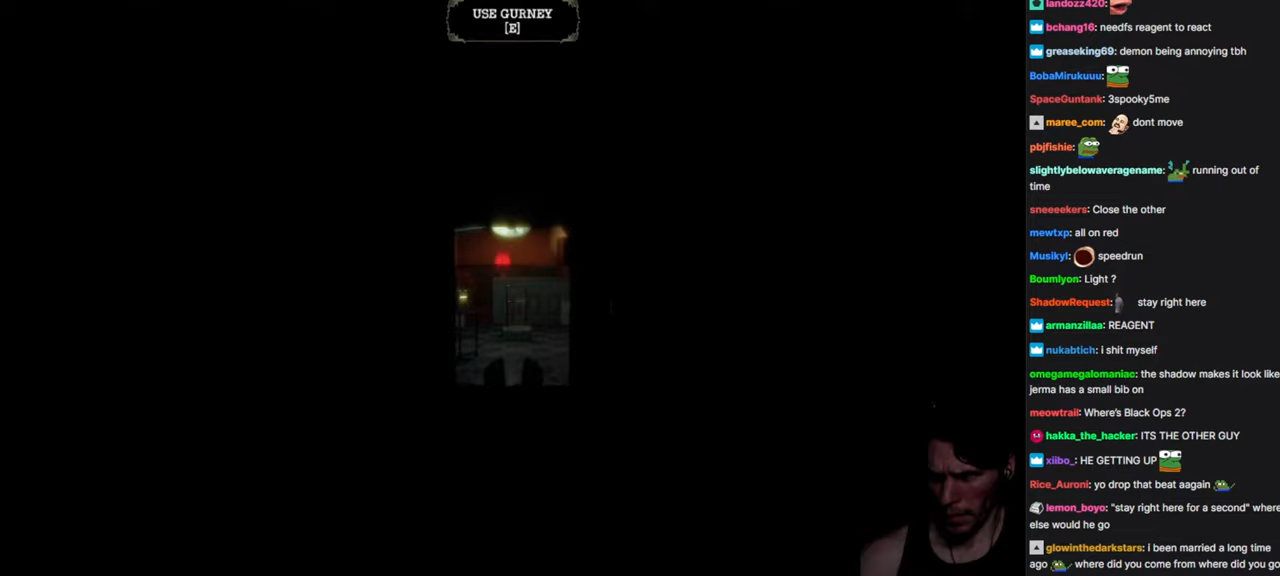 USE GURNEY
[E]
landozz420:
bchang16: needfs reagent to react
greaseking69: demon being annoying tbh
BobaMirukuuu:
SpaceGuntank: 3spooky5me
maree_com: dont move
pbjfishie:
slightlybelowaveragename: running out of
time
sneeeekers: Close the other
mewtxp: all on red
Musikyl: speedrun
Boumlyon: Light ?
ShadowRequest: stay right here
armanzillaa: REAGENT
nukabtich: i shit myself
omegamegalomaniac: the shadow makes it look like
jerma has a small bib on
meowtrail: Where's Black Ops 2?
hakka_the_hacker: ITS THE OTHER GUY
xiibo_: HE GETTING UP
Rice_Auroni: yo drop that beat aagain
lemon_boyo: "stay right here for a second" where
else would he go
glowinthedarkstars: i been married a long time
ago where did you come from where did you go